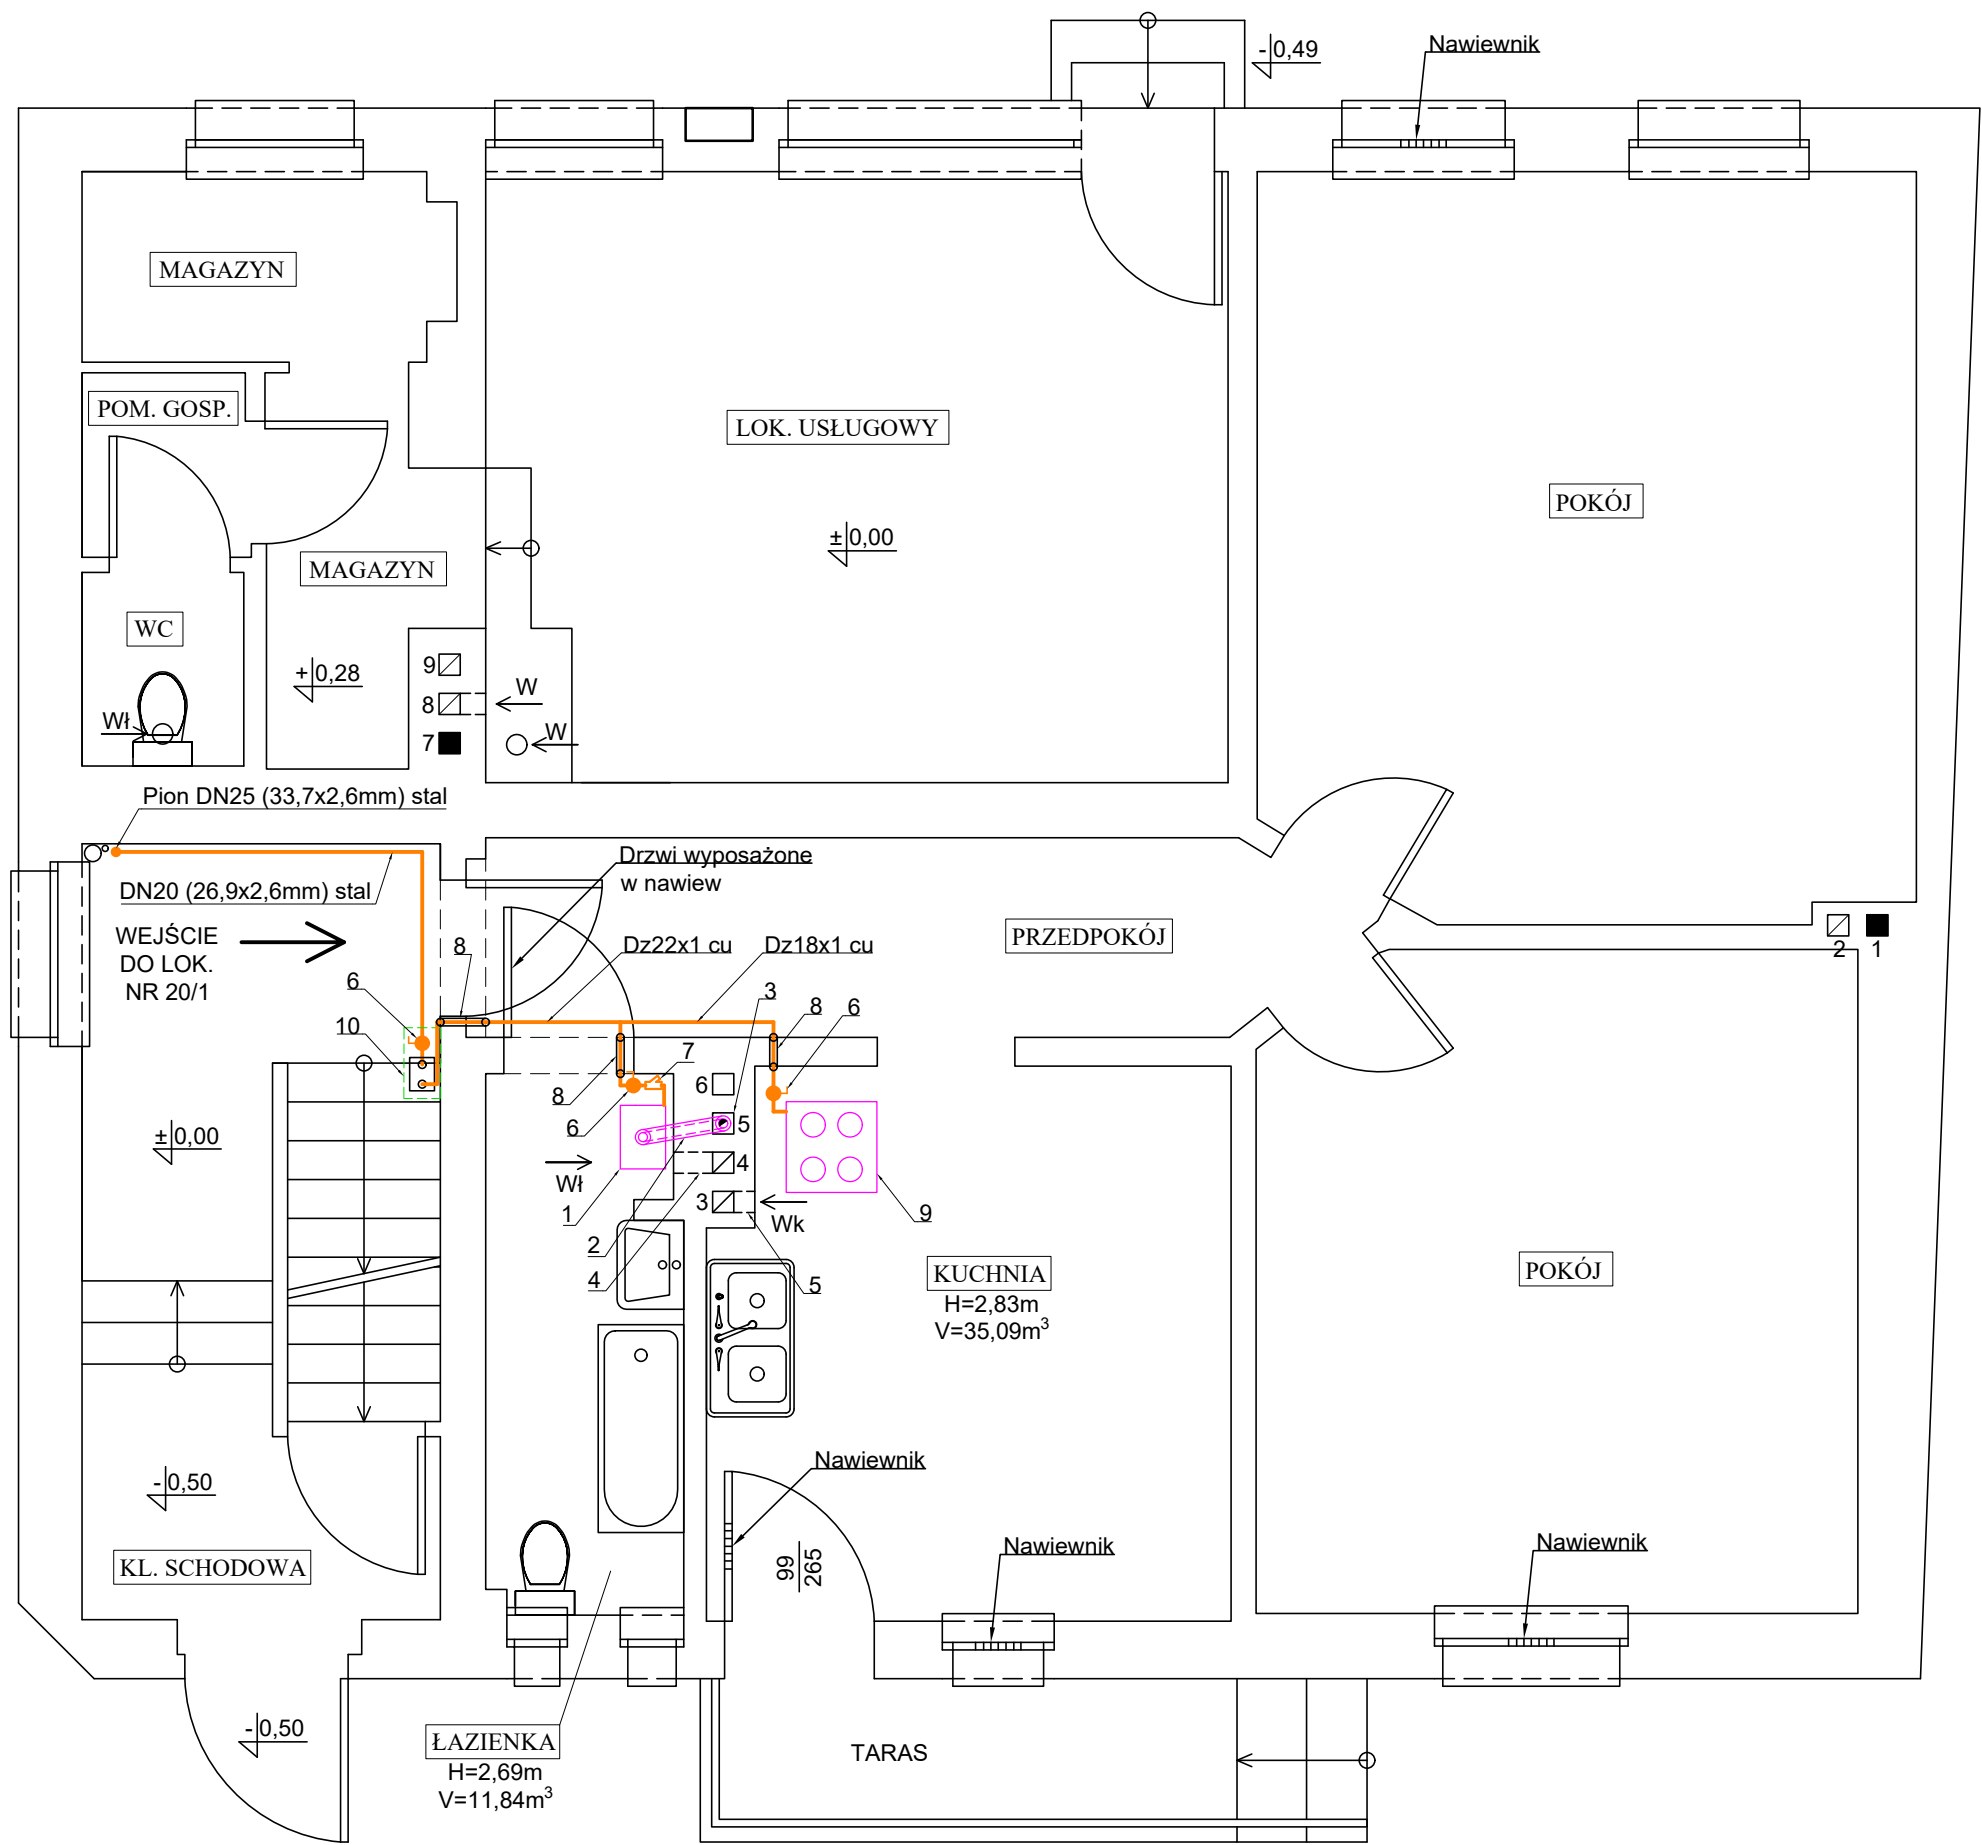 -0,49
Nawiewnik
MAGAZYN
POM. GOSP.
LOK. USŁUGOWY
POKÓJ
±0,00
MAGAZYN
WC
+0,28
9
8
7
W
W
Wł
Pion DN25 (33,7x2,6mm) stal
DN20 (26,9x2,6mm) stal
WEJŚCIE
DO LOK.
NR 20/1
Drzwi wyposażone
w nawiew
PRZEDPOKÓJ
2
1
8
Dz22x1 cu
Dz18x1 cu
3
8
6
6
10
7
6
8
6
5
4
3
±0,00
Wł
1
2
4
Wk
5
9
KUCHNIA
H=2,83m
V=35,09m³
POKÓJ
-0,50
Nawiewnik
99
265
Nawiewnik
Nawiewnik
KL. SCHODOWA
-0,50
ŁAZIENKA
H=2,69m
V=11,84m³
TARAS